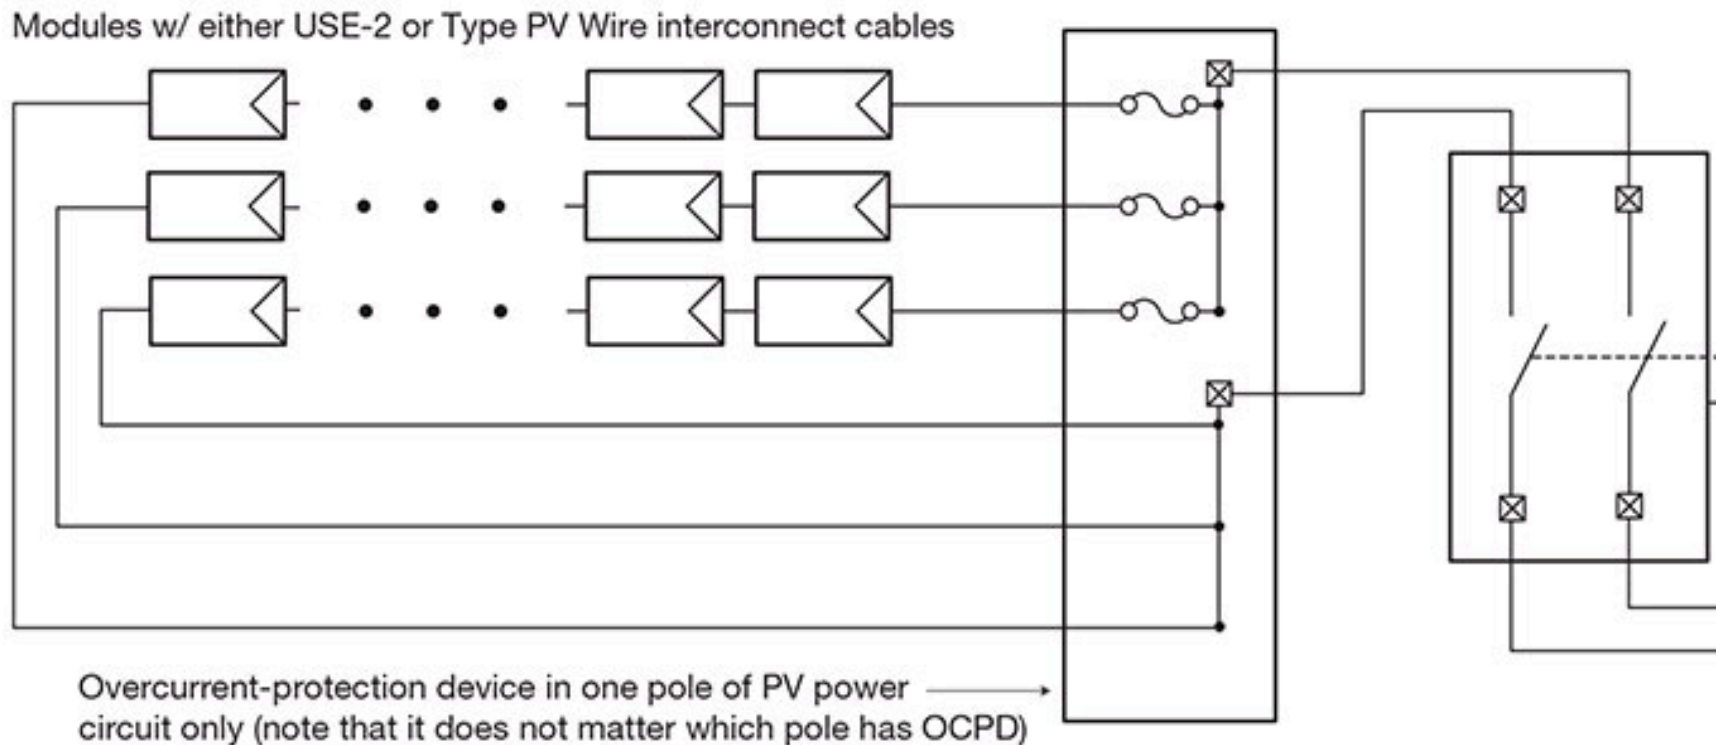 Modules w/ either USE-2 or Type PV Wire interconnect cables
Overcurrent-protection device in one pole of PV power
circuit only (note that it does not matter which pole has OCPD)